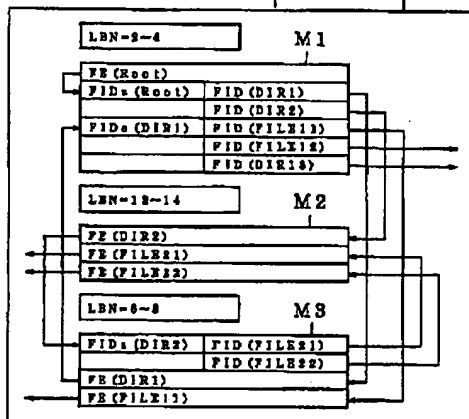 LBN=2~4
M1
FE(Root)
FIDs(Root) FID(DIR1)
FID(DIR2)
FIDs(DIR1) FID(FILE11)
FID(FILE12)
FID(DIR13)
LBN=12~14
M2
FE(DIR2)
FE(FILE21)
FE(FILE22)
LBN=6~8
M3
FIDs(DIR2) FID(FILE21)
FID(FILE22)
FE(DIR1)
FE(FILE11)